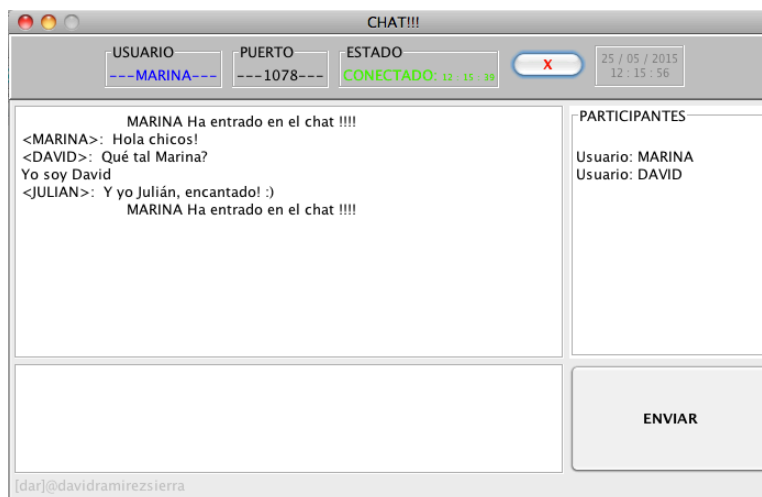 CHAT!!!
USUARIO
---MARINA---
PUERTO
---1078---
ESTADO
CONECTADO: 12 : 15 : 39
X
25 / 05 / 2015
12 : 15 : 56
MARINA Ha entrado en el chat !!!!
<MARINA>:  Hola chicos!
<DAVID>:  Qué tal Marina?
Yo soy David
<JULIAN>:  Y yo Julián, encantado! :)
MARINA Ha entrado en el chat !!!!
PARTICIPANTES
Usuario: MARINA
Usuario: DAVID
ENVIAR
[dar]@davidramirezsierra